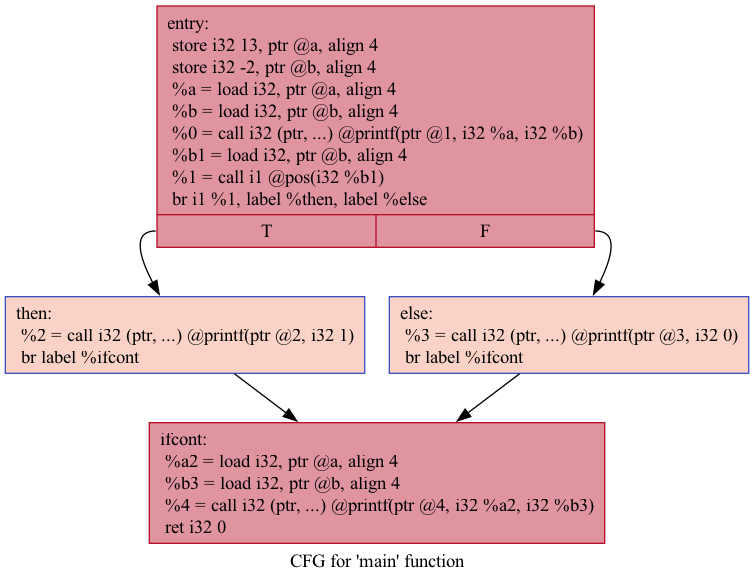 entry:
store i32 13, ptr @a, align 4
store i32 -2, ptr @b, align 4
%a = load i32, ptr @a, align 4
%b = load i32, ptr @b, align 4
%0 = call i32 (ptr, ...) @printf(ptr @1, i32 %a, i32 %b)
%b1 = load i32, ptr @b, align 4
%1 = call i1 @pos(i32 %b1)
br i1 %1, label %then, label %else
T
F
then:
%2 = call i32 (ptr, ...) @printf(ptr @2, i32 1)
br label %ifcont
else:
%3 = call i32 (ptr, ...) @printf(ptr @3, i32 0)
br label %ifcont
ifcont:
%a2 = load i32, ptr @a, align 4
%b3 = load i32, ptr @b, align 4
%4 = call i32 (ptr, ...) @printf(ptr @4, i32 %a2, i32 %b3)
ret i32 0
CFG for 'main' function